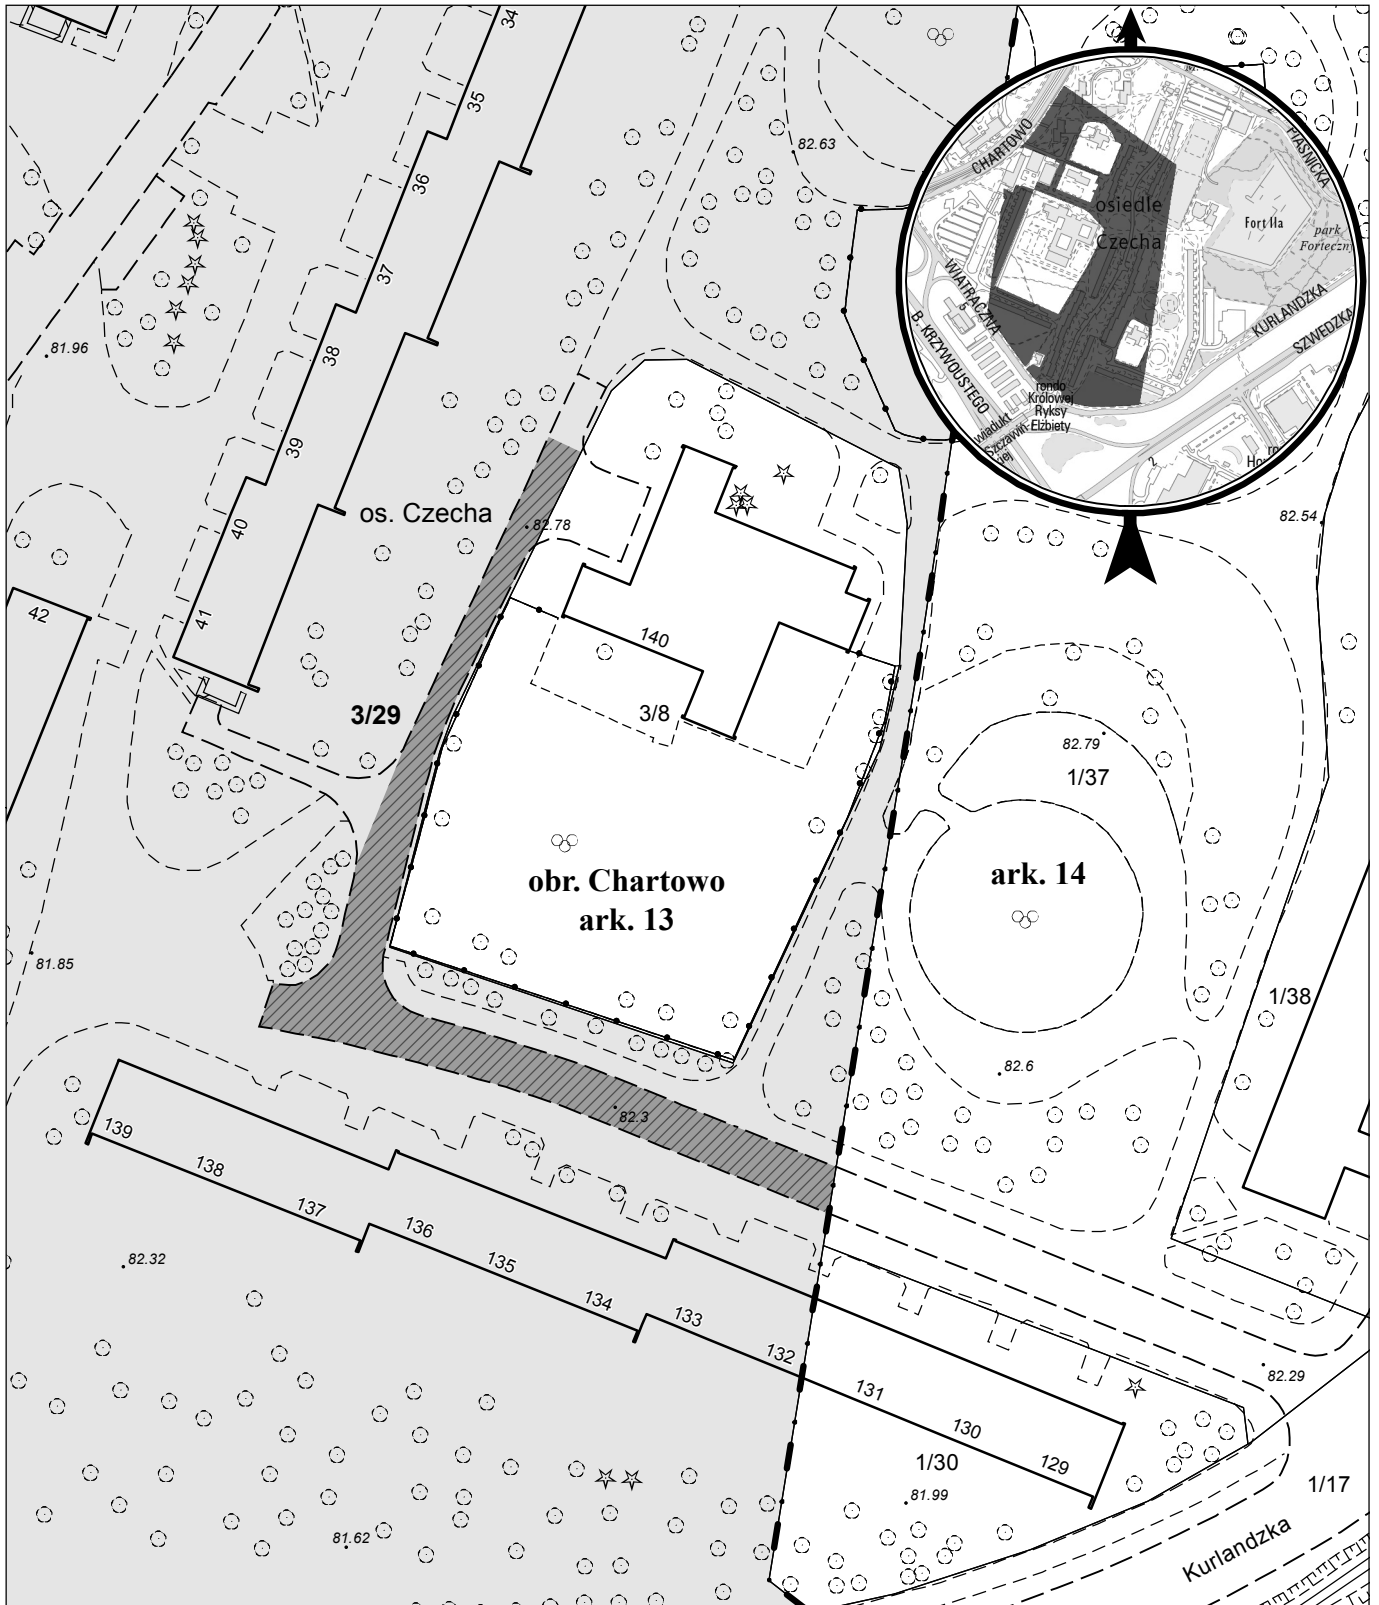 34
35
36
37
38
39
40
41
42
82.63
81.96
os. Czecha
82.78
140
3/29
3/8
82.54
82.79
1/37
obr. Chartowo
ark. 13
ark. 14
81.85
1/38
82.6
82.3
139
138
137
136
135
134
133
132
131
130
129
82.32
82.29
1/30
81.99
1/17
81.62
Kurlandzka
CHARTOWO
PIAŚNICKA
osiedle
Czecha
Fort IIa
park
Forteczny
WIATRACZNA
B. KRZYWOUSTEGO
KURLANDZKA
SZWEDZKA
rondo
Królowej
Ryksy
Elżbiety
wiadukt